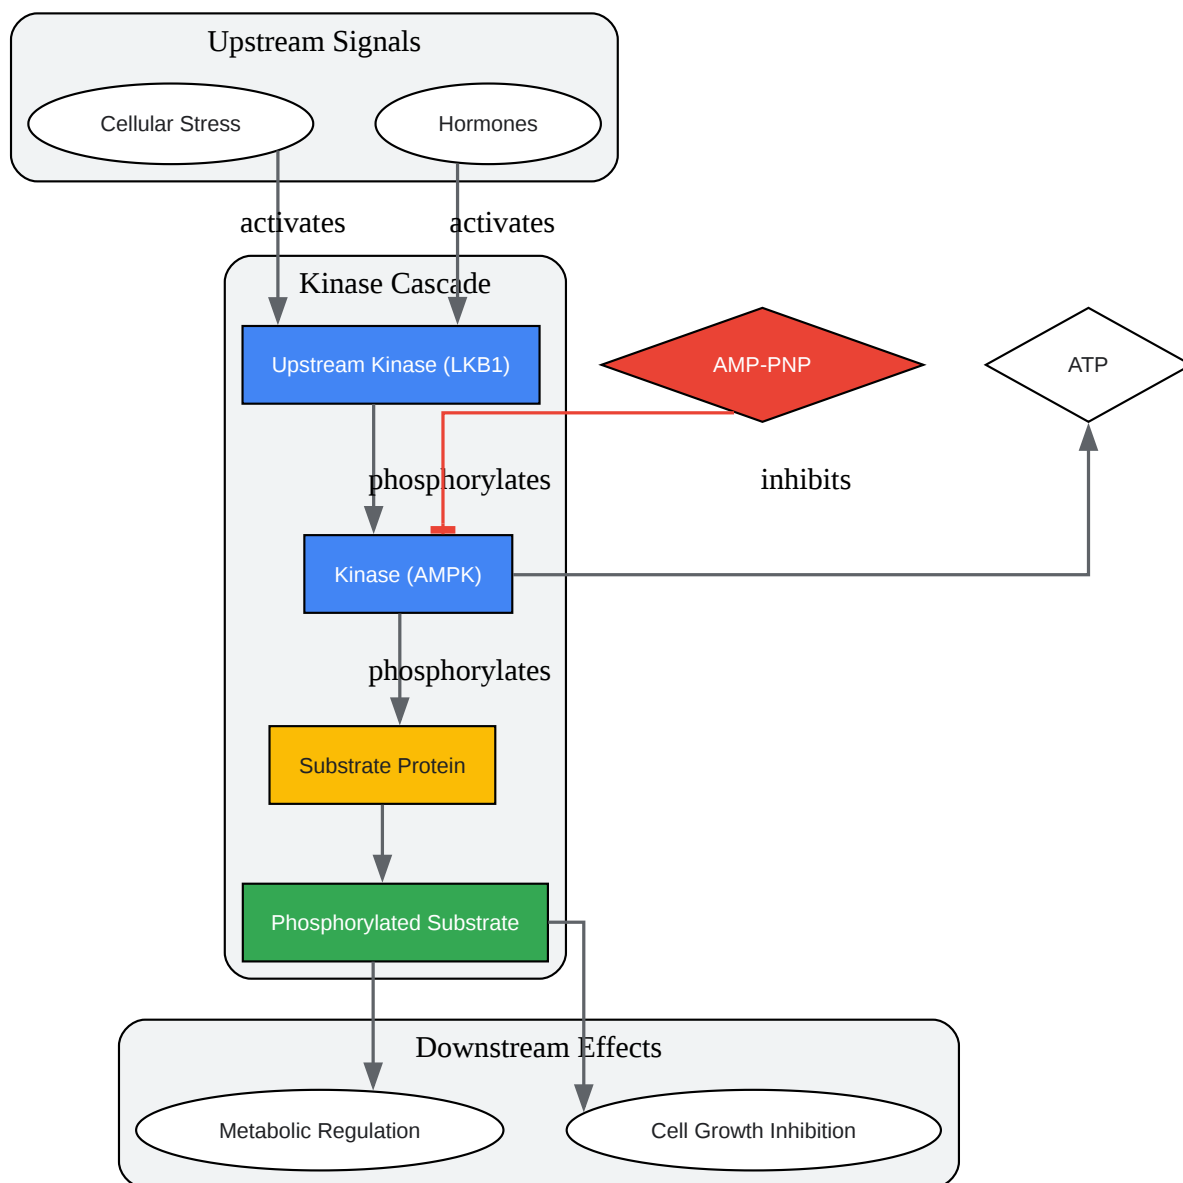 Upstream Signals
Cellular Stress
Hormones
activates
activates
Kinase Cascade
Upstream Kinase (LKB1)
AMP-PNP
ATP
phosphorylates
inhibits
Kinase (AMPK)
phosphorylates
Substrate Protein
Phosphorylated Substrate
Downstream Effects
Metabolic Regulation
Cell Growth Inhibition